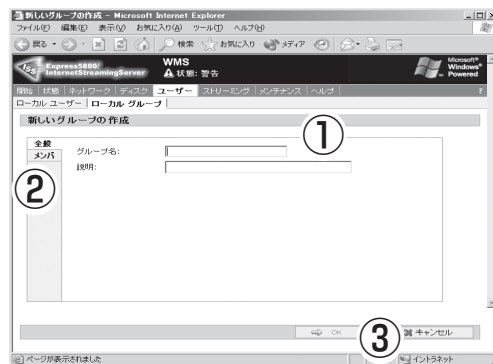 新しいグループの作成 - Microsoft Internet Explorer
ファイル(F) 編集(E) 表示(V) お気に入り(A) ツール(T) ヘルプ(H)
戻る 検索 お気に入り メディア
Express5800/
InternetStreamingServer
WMS
状態: 警告
Microsoft®
Windows®
Powered
開始 状態 ネットワーク ディスク ユーザー ストリーミング メンテナンス ヘルプ ?
ローカル ユーザー ローカル グループ
新しいグループの作成
全般
メンバ
グループ名:
説明:
①
②
OK
③
キャンセル
ページが表示されました
イントラネット